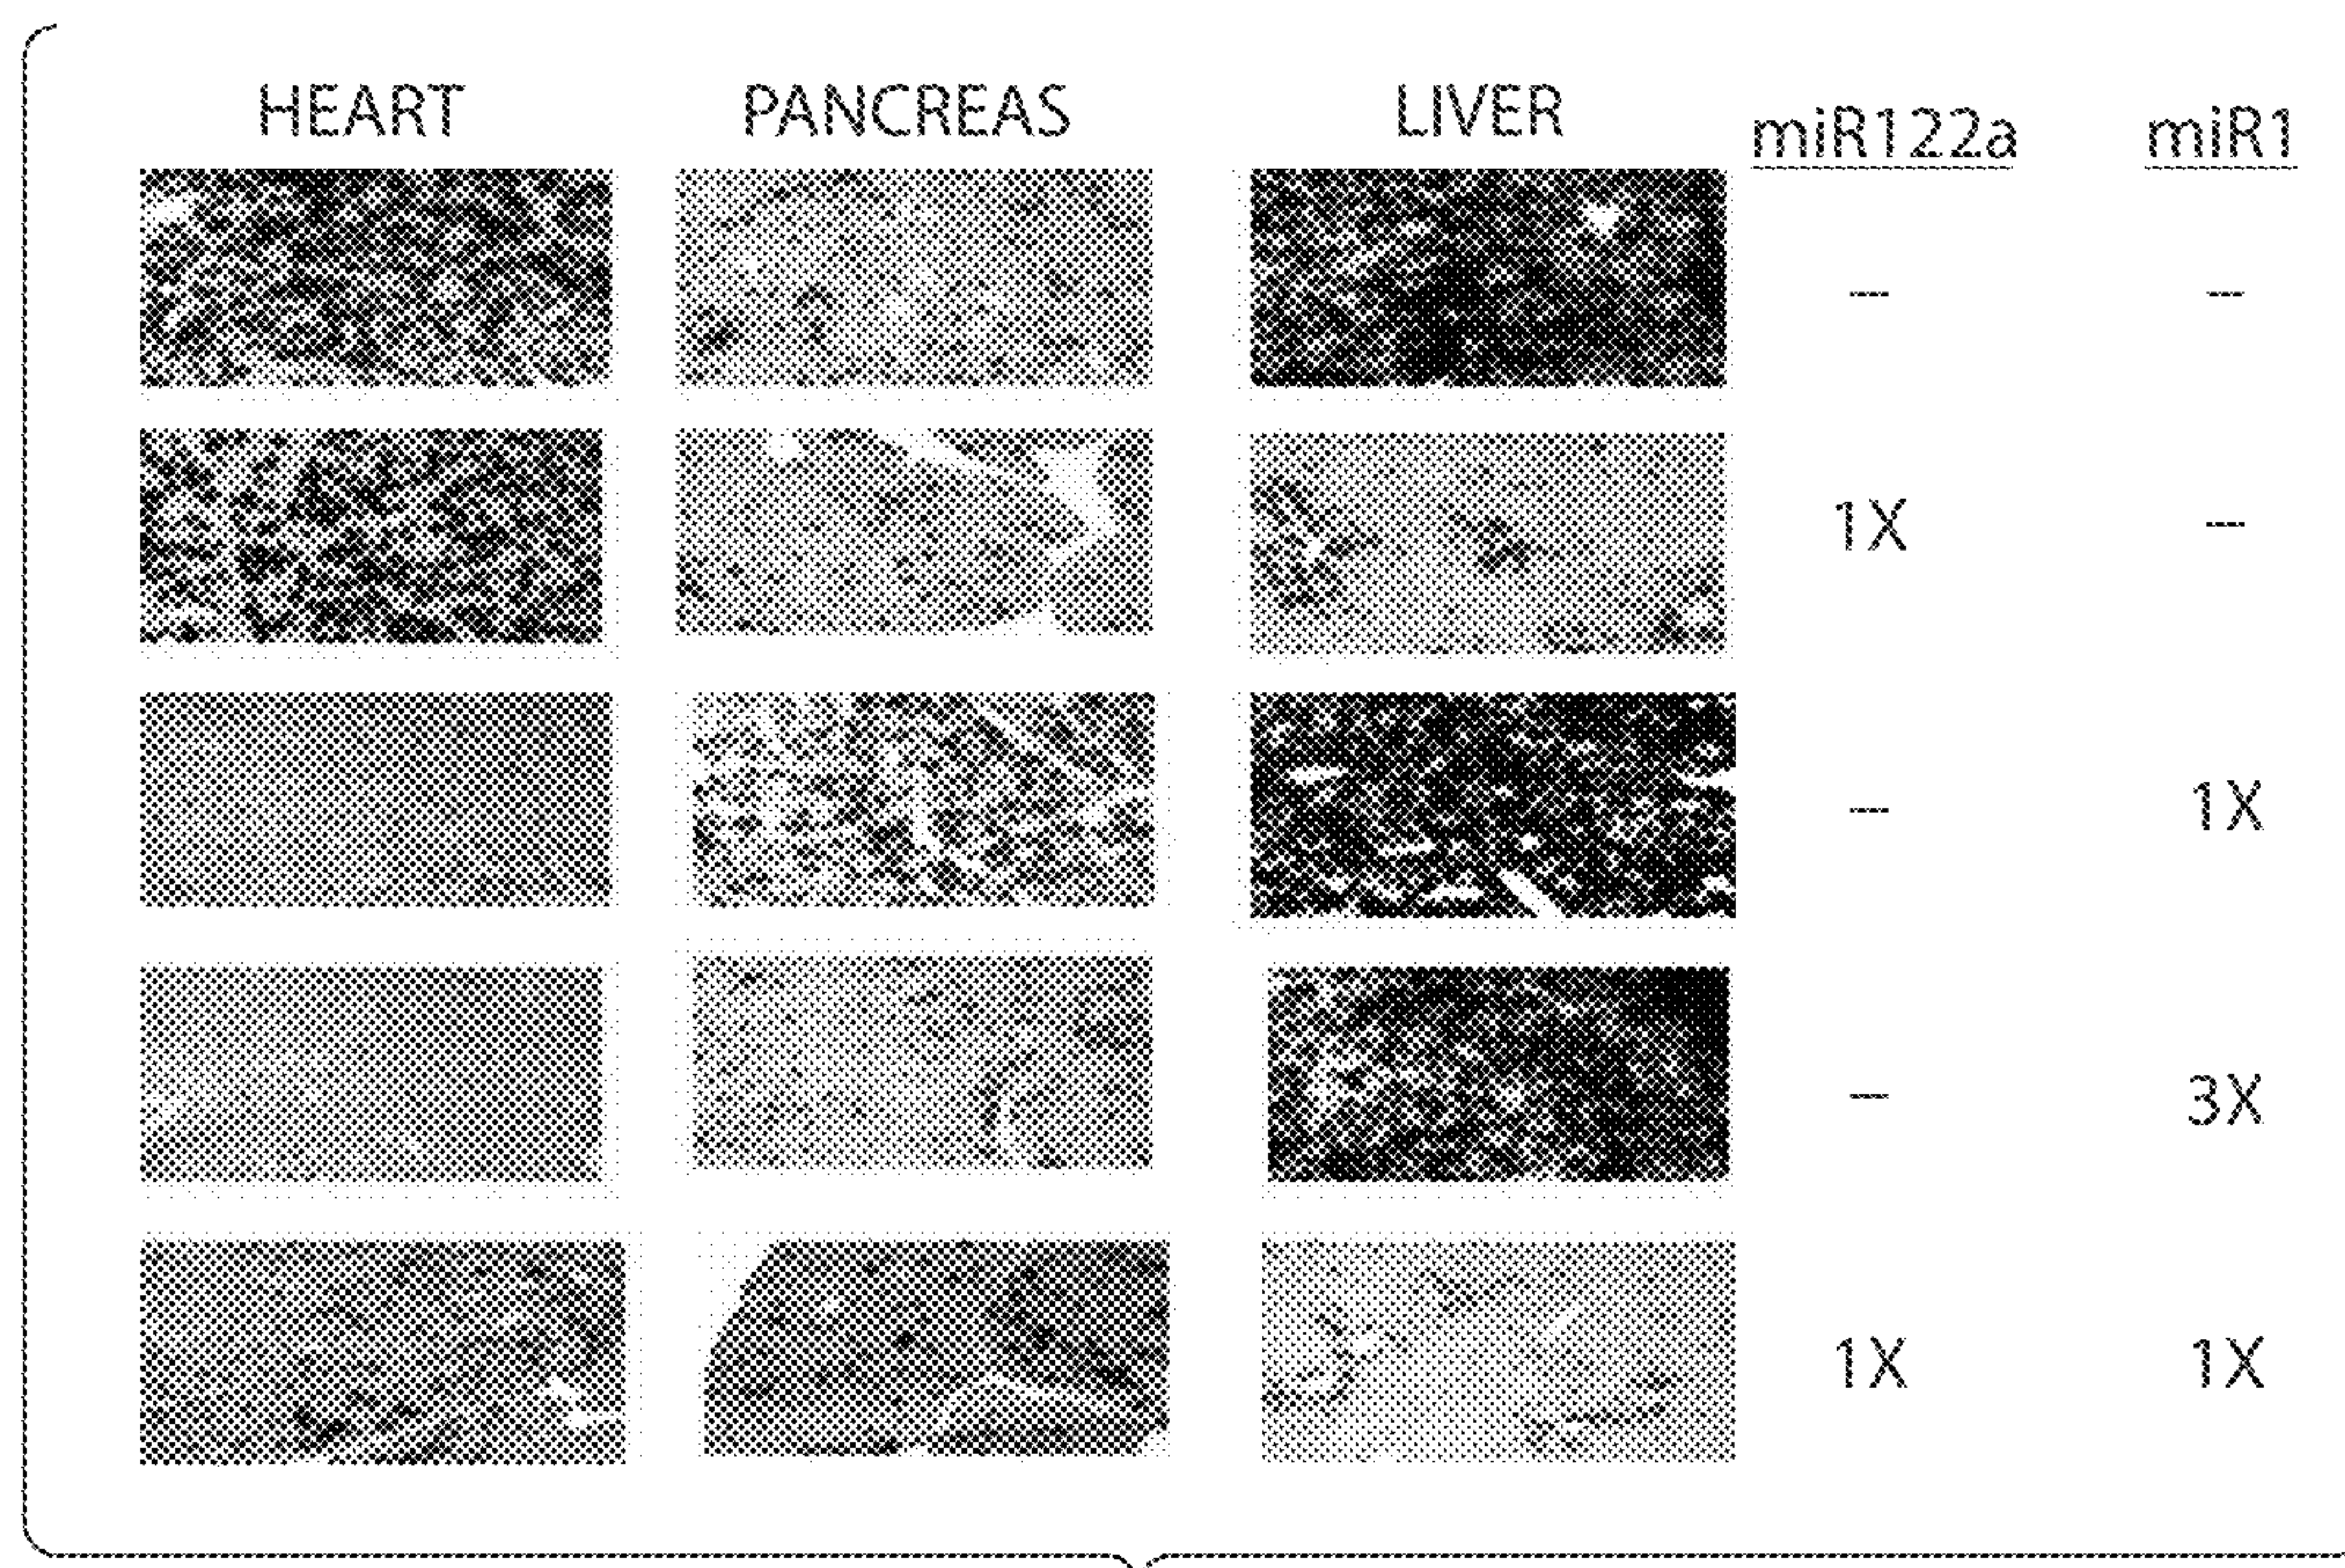 HEART PANCREAS LIVER miR122a miR1
– –
1X –
– 1X
– 3X
1X 1X